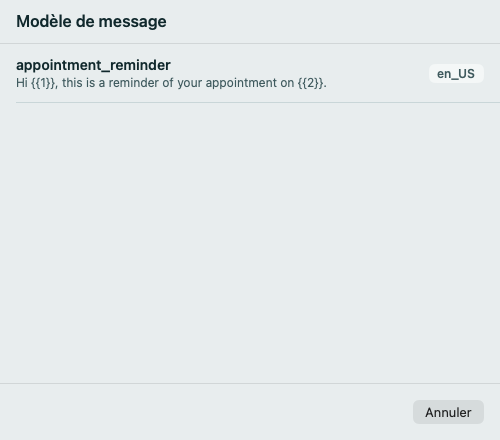 Modèle de message
appointment_reminder
Hi {{1}}, this is a reminder of your appointment on {{2}}.
en_US
Annuler